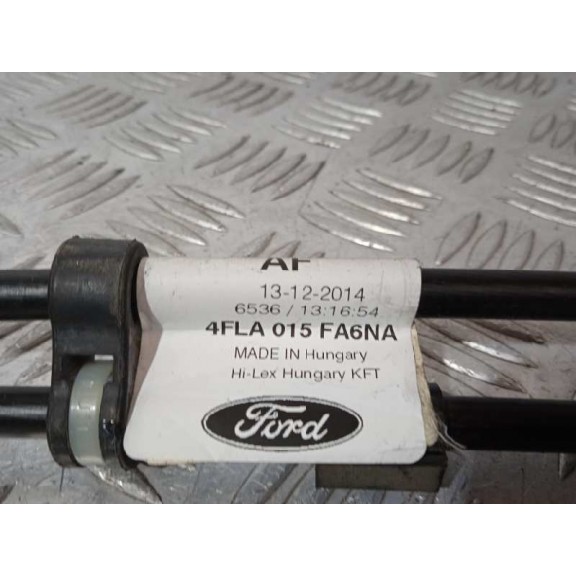 AF
13-12-2014
6536 / 13:16:54
4FLA 015 FA6NA
MADE IN Hungary
Hi-Lex Hungary KFT
Ford